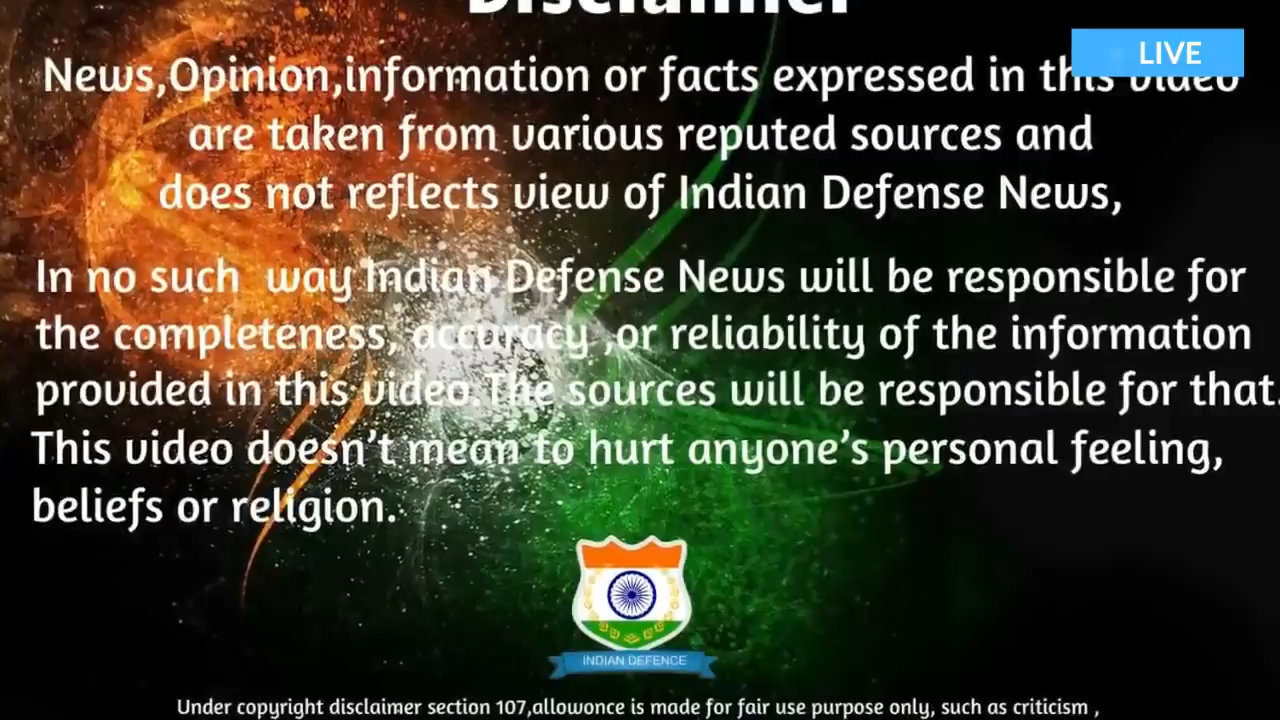 Disclaimer
LIVE
News,Opinion,information or facts expressed in this video
are taken from various reputed sources and
does not reflects view of Indian Defense News,
In no such way Indian Defense News will be responsible for
the completeness, accuracy ,or reliability of the information
provided in this video.The sources will be responsible for that.
This video doesn't mean to hurt anyone's personal feeling,
beliefs or religion.
INDIAN DEFENCE
Under copyright disclaimer section 107,allowonce is made for fair use purpose only, such as criticism ,